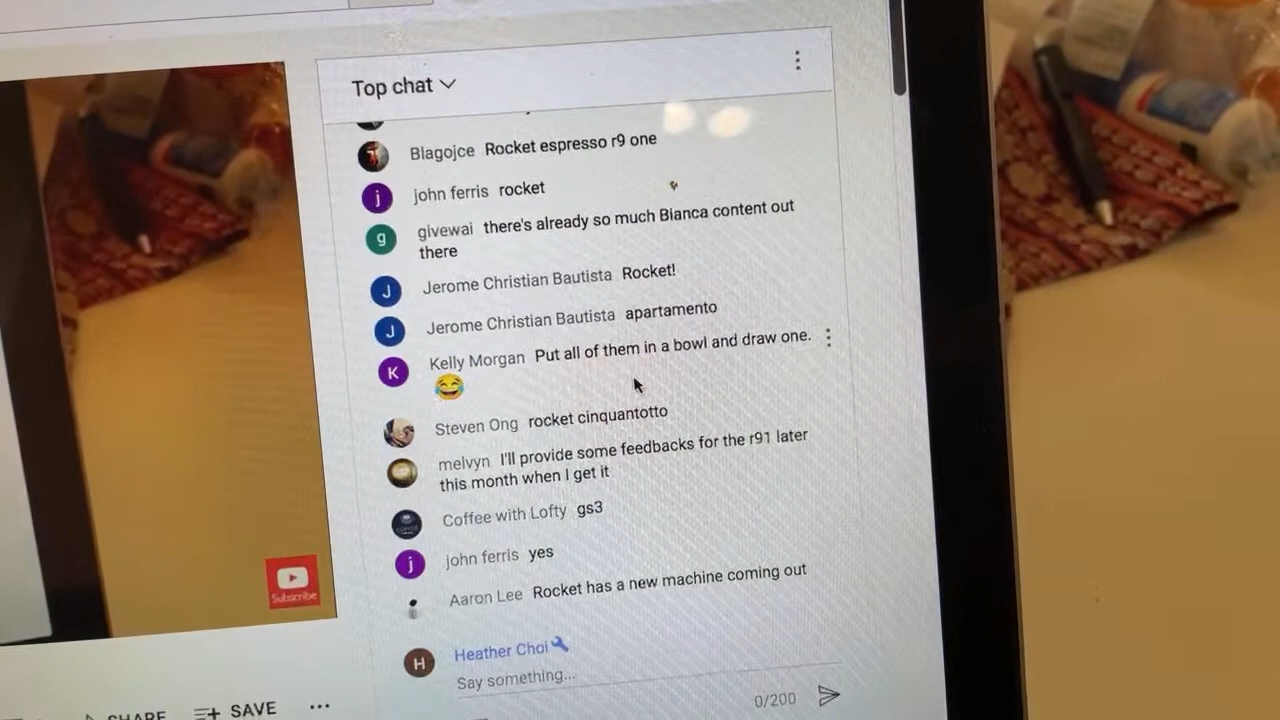 Top chat
Blagojce Rocket espresso r9 one
john ferris rocket
givewai there's already so much Bianca content out
there
Jerome Christian Bautista Rocket!
Jerome Christian Bautista apartamento
Kelly Morgan Put all of them in a bowl and draw one.
😂
Steven Ong rocket cinquantotto
melvyn I'll provide some feedbacks for the r91 later
this month when I get it
Coffee with Lofty gs3
john ferris yes
Aaron Lee Rocket has a new machine coming out
Heather Choi
Say something...
0/200
Subscribe
SHARE
SAVE